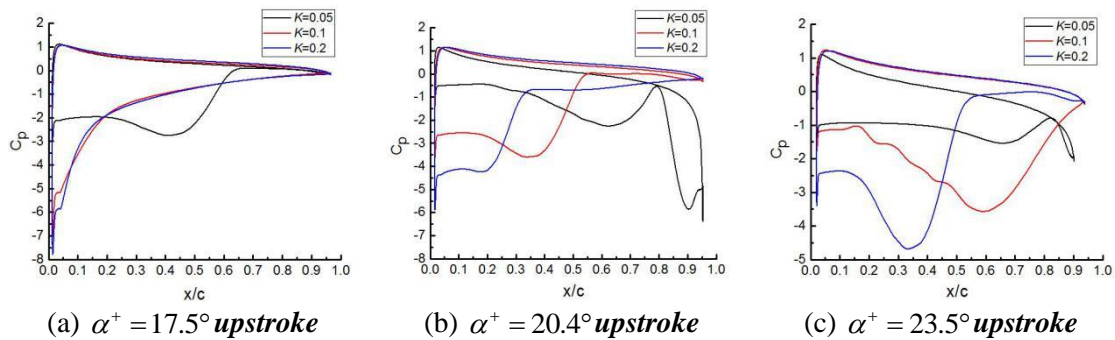 2
1
0
-1
-2
-3
-4
-5
-6
-7
-8
Cp
0.0 0.1 0.2 0.3 0.4 0.5 0.6 0.7 0.8 0.9 1.0
x/c
K=0.05
K=0.1
K=0.2
(a) α⁺ = 17.5° upstroke
2
1
0
-1
-2
-3
-4
-5
-6
-7
-8
Cp
0.0 0.1 0.2 0.3 0.4 0.5 0.6 0.7 0.8 0.9 1.0
x/c
K=0.05
K=0.1
K=0.2
(b) α⁺ = 20.4° upstroke
2
1
0
-1
-2
-3
-4
-5
Cp
0.0 0.1 0.2 0.3 0.4 0.5 0.6 0.7 0.8 0.9 1.0
x/c
K=0.05
K=0.1
K=0.2
(c) α⁺ = 23.5° upstroke